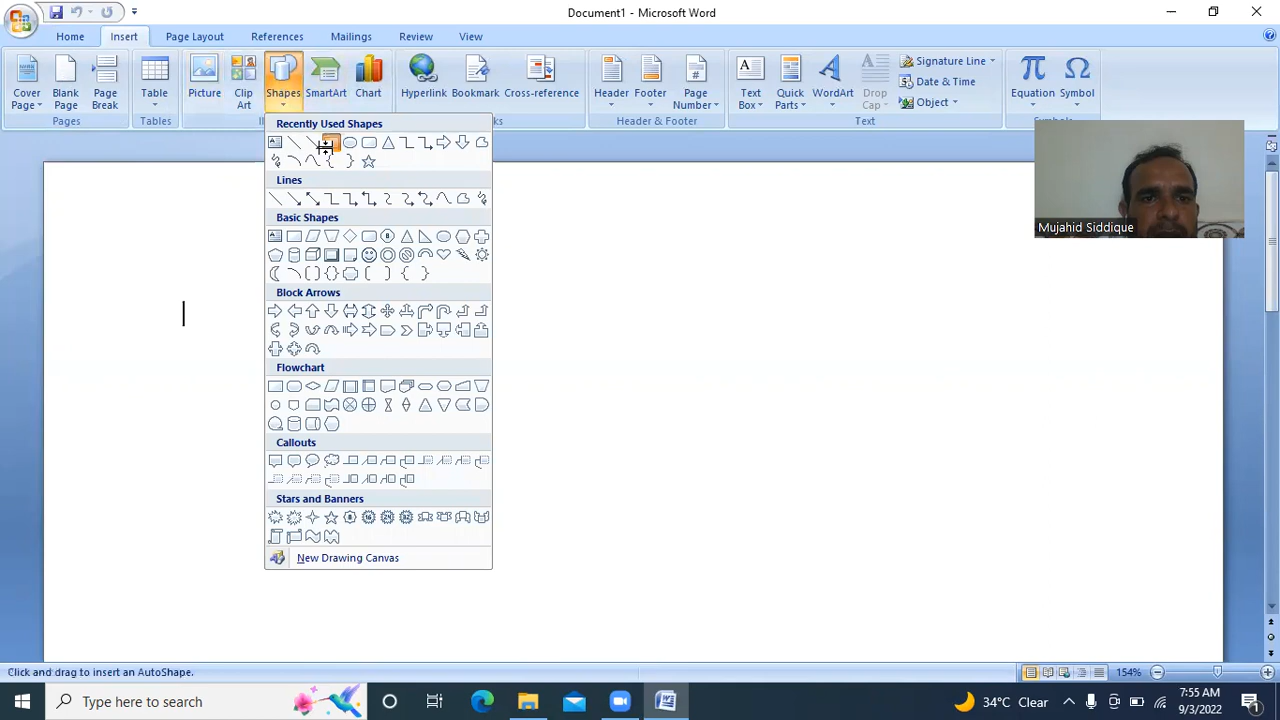 Document1 - Microsoft Word
Home Insert Page Layout References Mailings Review View
Cover Page Blank Page Page Break Table Picture Clip Art Shapes SmartArt Chart Hyperlink Bookmark Cross-reference Header Footer Page Number Text Box Quick Parts WordArt Drop Cap Signature Line Date & Time Object Equation Symbol
Pages Tables Links Header & Footer Text Symbols
Recently Used Shapes
Lines
Basic Shapes
Mujahid Siddique
Block Arrows
Flowchart
Callouts
Stars and Banners
New Drawing Canvas
Click and drag to insert an AutoShape. 154%
Type here to search 34°C Clear 7:55 AM
9/3/2022